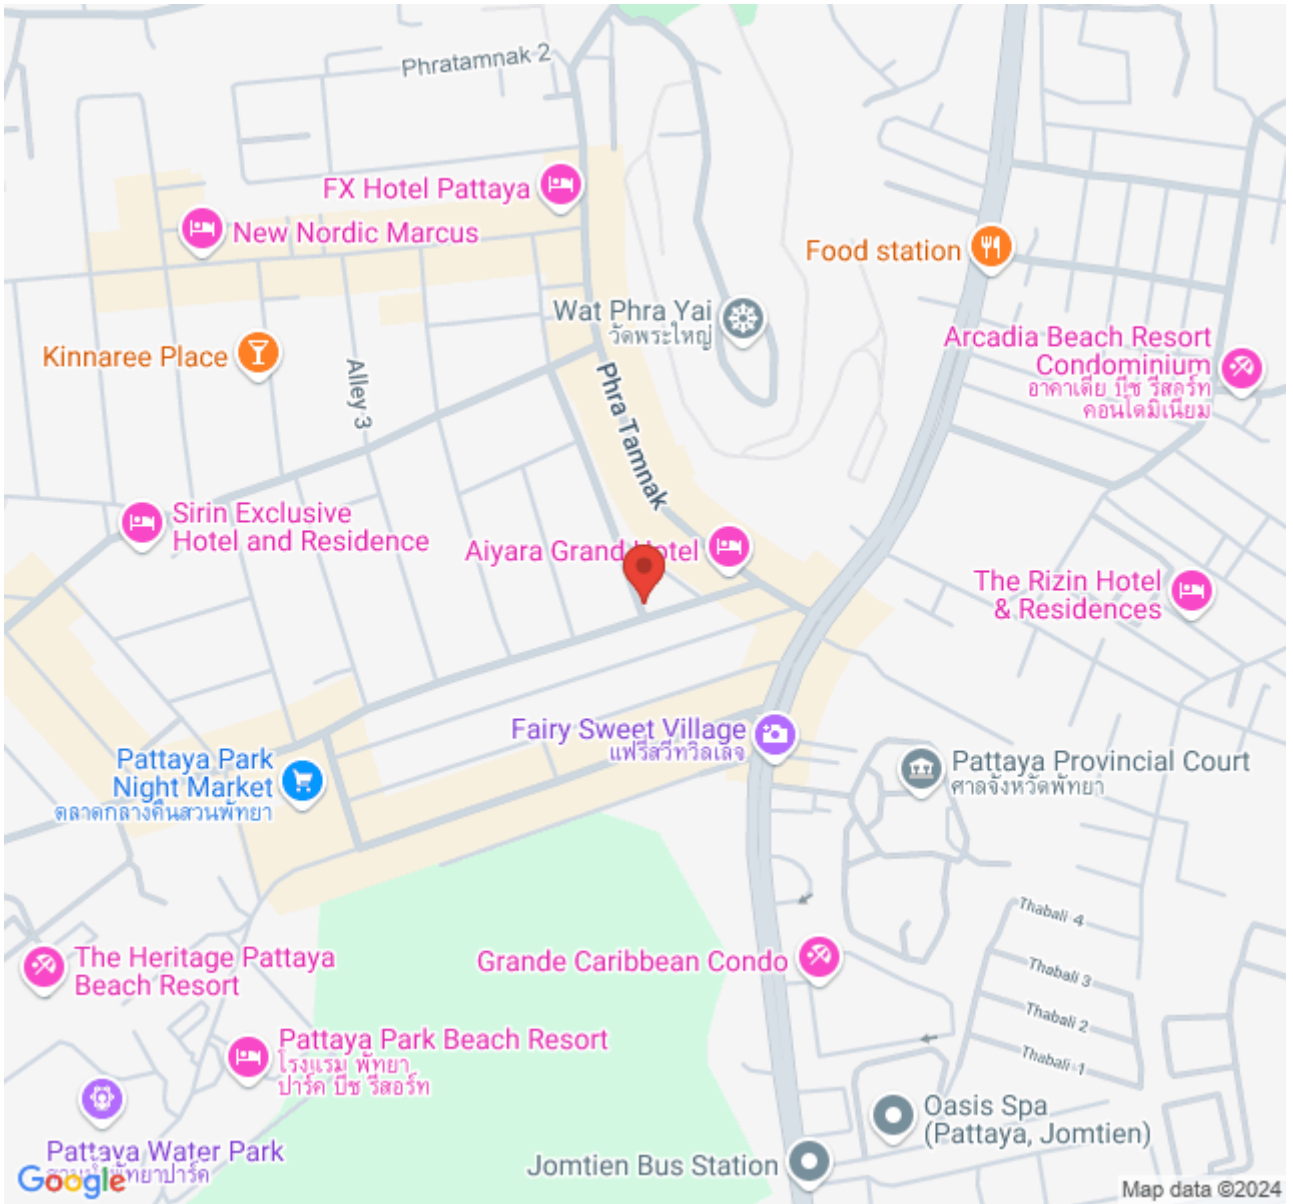 Phratamnak 2
FX Hotel Pattaya
New Nordic Marcus
Food station
Wat Phra Yai
วัดพระใหญ่
Arcadia Beach Resort
Condominium
อาคาเดีย บีช รีสอร์ท
คอนโดมิเนียม
Kinnaree Place
Alley 3
Phra Tamnak
Sirin Exclusive
Hotel and Residence
Aiyara Grand Hotel
The Rizin Hotel
& Residences
Fairy Sweet Village
แฟรี่สวีทวิลเลจ
Pattaya Park
Night Market
ตลาดกลางคืนสวนพัทยา
Pattaya Provincial Court
ศาลจังหวัดพัทยา
Thabali 4
The Heritage Pattaya
Beach Resort
Grande Caribbean Condo
Thabali 3
Thabali 2
Thabali 1
Pattaya Park Beach Resort
โรงแรม พัทยา
ปาร์ค บีช รีสอร์ท
Oasis Spa
(Pattaya, Jomtien)
Pattaya Water Park
Jomtien Bus Station
Google
Map data ©2024